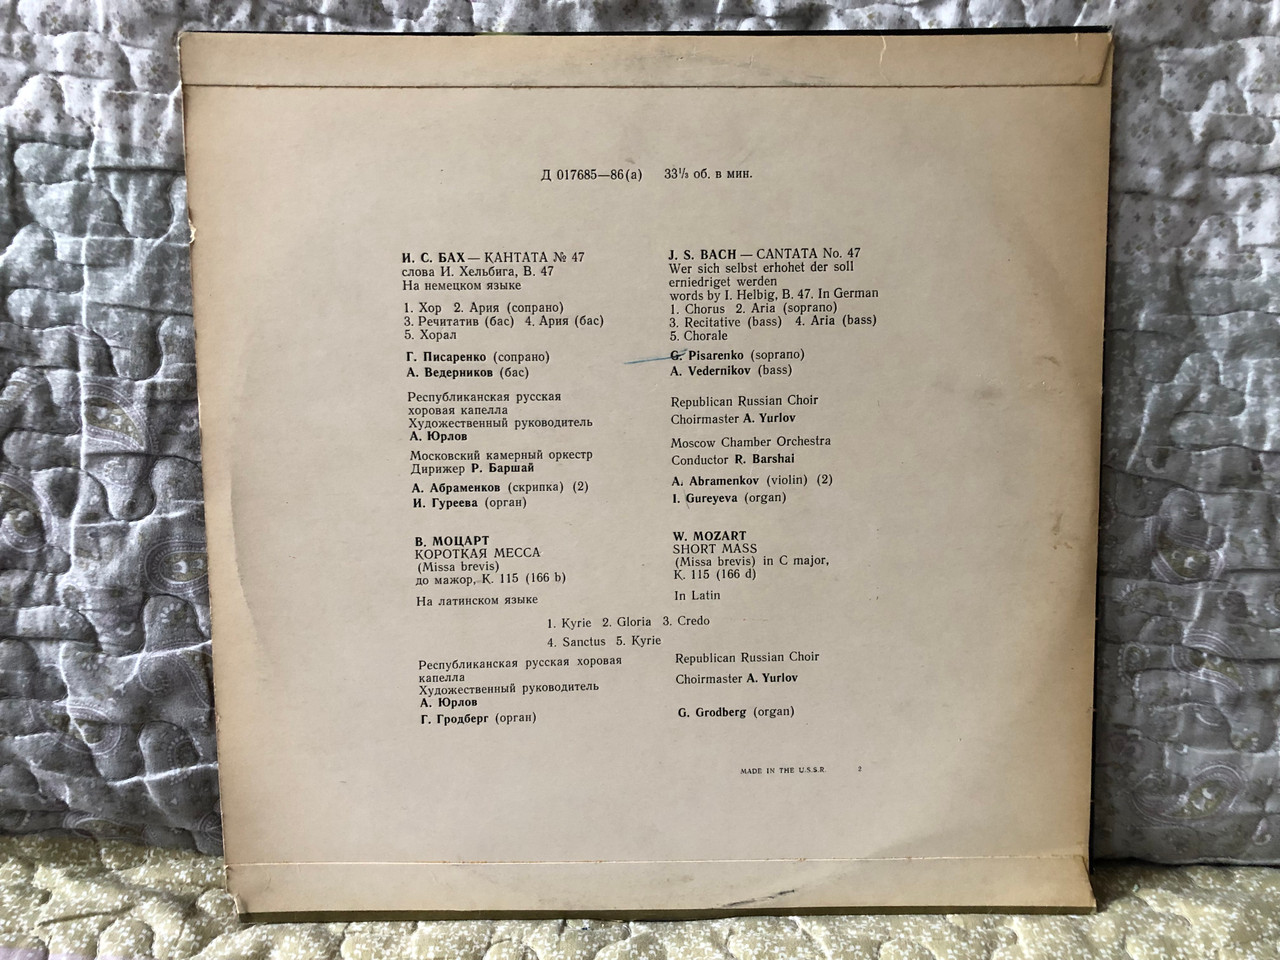 Д 017685—86(а) 33⅓ об. в мин.
И. С. БАХ — КАНТАТА № 47
слова И. Хельбига, В. 47
На немецком языке
1. Хор 2. Ария (сопрано)
3. Речитатив (бас) 4. Ария (бас)
5. Хорал
Г. Писаренко (сопрано)
А. Ведерников (бас)
Республиканская русская
хоровая капелла
Художественный руководитель
А. Юрлов
Московский камерный оркестр
Дирижер Р. Баршай
А. Абраменков (скрипка) (2)
И. Гуреева (орган)
В. МОЦАРТ
КОРОТКАЯ МЕССА
(Missa brevis)
до мажор, К. 115 (166 b)
На латинском языке
J. S. BACH — CANTATA No. 47
Wer sich selbst erhohet der soll
erniedriget werden
words by I. Helbig, B. 47. In German
1. Chorus 2. Aria (soprano)
3. Recitative (bass) 4. Aria (bass)
5. Chorale
G. Pisarenko (soprano)
A. Vedernikov (bass)
Republican Russian Choir
Choirmaster A. Yurlov
Moscow Chamber Orchestra
Conductor R. Barshai
A. Abramenkov (violin) (2)
I. Gureyeva (organ)
W. MOZART
SHORT MASS
(Missa brevis) in C major,
K. 115 (166 d)
In Latin
1. Kyrie 2. Gloria 3. Credo
4. Sanctus 5. Kyrie
Республиканская русская хоровая
капелла
Художественный руководитель
А. Юрлов
Г. Гродберг (орган)
Republican Russian Choir
Choirmaster A. Yurlov
G. Grodberg (organ)
MADE IN THE U.S.S.R. 2